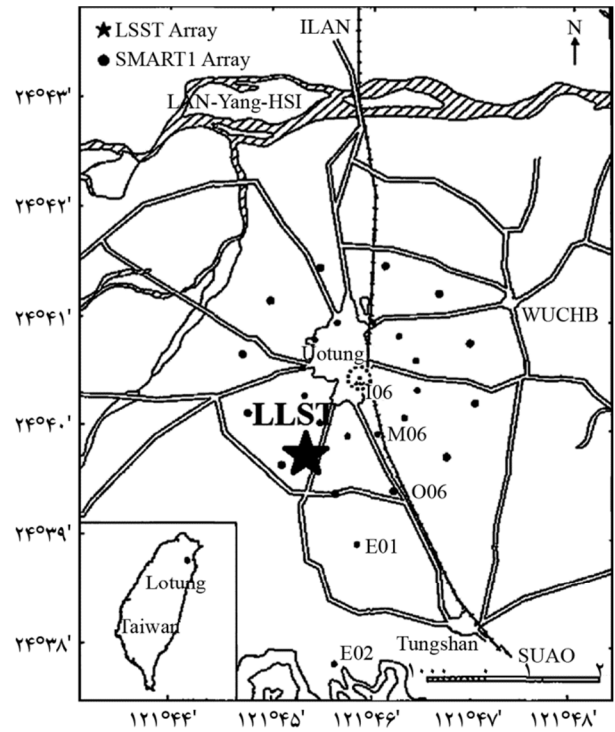 LSST Array
SMART1 Array
ILAN
N
LAN-Yang-HSI
۲۴°۴۳'
۲۴°۴۲'
۲۴°۴۱'
۲۴°۴۰'
۲۴°۳۹'
۲۴°۳۸'
WUCHB
Uotung
I06
LLST
M06
O06
E01
E02
Lotung
Taiwan
Tungshan
SUAO
۱۲۱°۴۴'
۱۲۱°۴۵'
۱۲۱°۴۶'
۱۲۱°۴۷'
۱۲۱°۴۸'